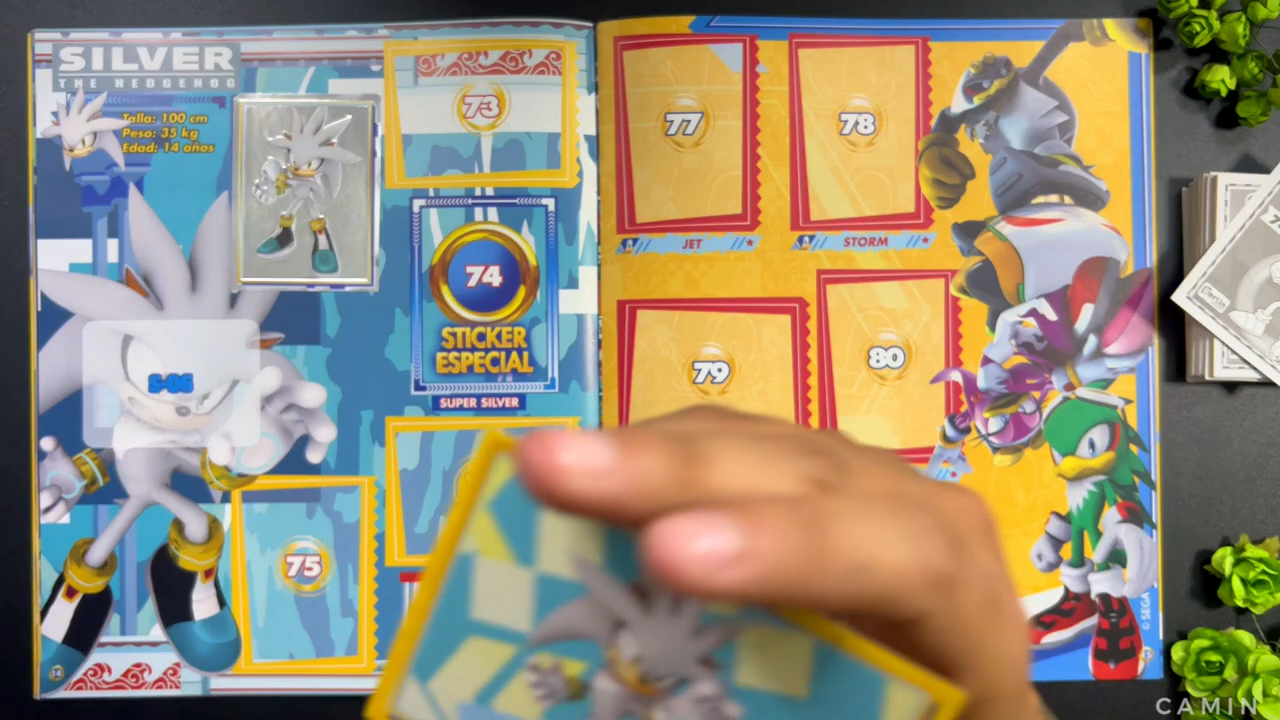 SILVER
THE HEDGEHOG
Talla: 100 cm
Peso: 35 kg
Edad: 14 años
S-06
73
74
STICKER
ESPECIAL
SUPER SILVER
75
77
78
JET
STORM
79
80
© SEGA
CAMIN